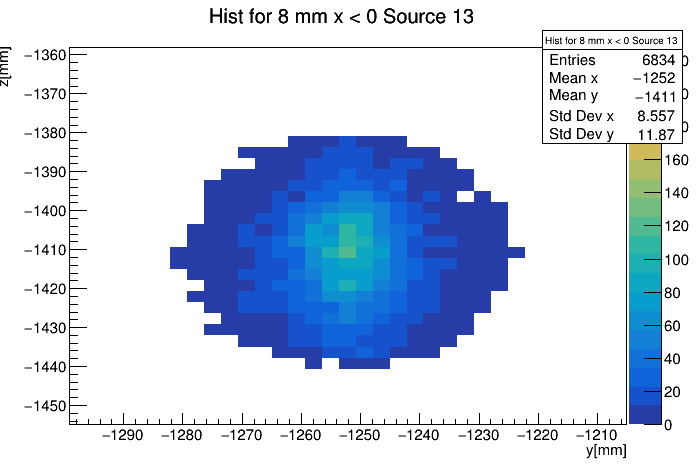 Hist for 8 mm x < 0 Source 13
Hist for 8 mm x < 0 Source 13
Entries 6834
Mean x −1252
Mean y −1411
Std Dev x 8.557
Std Dev y 11.87
z[mm]
−1360
−1370
−1380
−1390
−1400
−1410
−1420
−1430
−1440
−1450
160
140
120
100
80
60
40
20
0
−1290 −1280 −1270 −1260 −1250 −1240 −1230 −1220 −1210
y[mm]